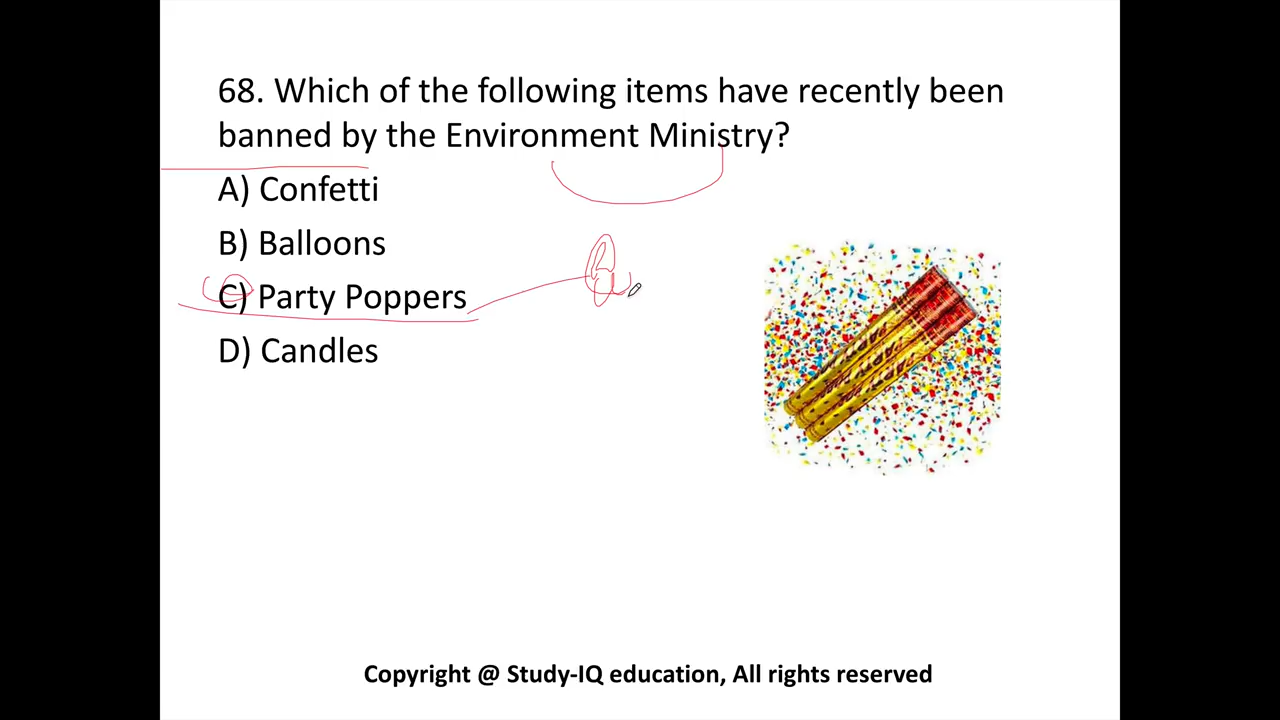 68. Which of the following items have recently been
banned by the Environment Ministry?
A) Confetti
B) Balloons
C) Party Poppers
D) Candles
Copyright @ Study-IQ education, All rights reserved